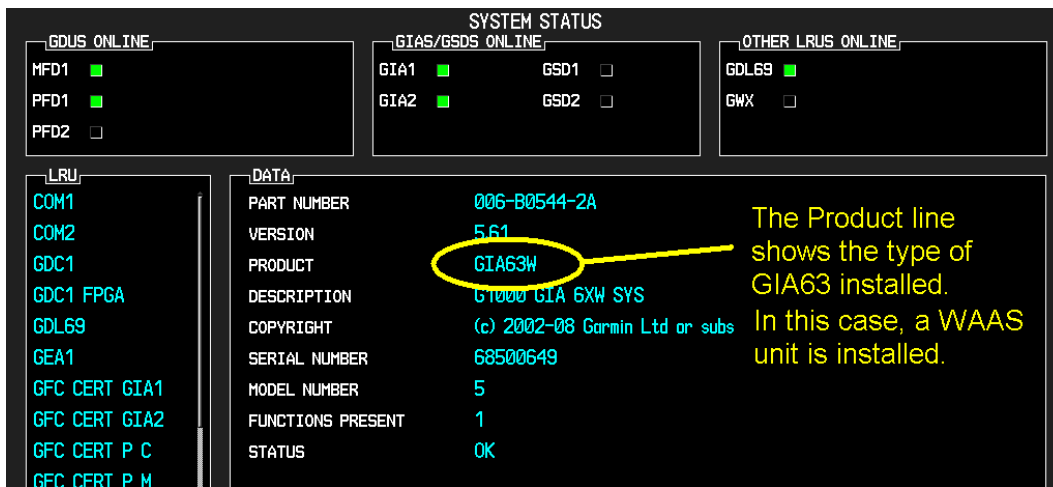 SYSTEM STATUS
GDUS ONLINE
GIAS/GSDS ONLINE
OTHER LRUS ONLINE
MFD1
GIA1
GSD1
GDL69
PFD1
GIA2
GSD2
GWX
PFD2
LRU
DATA
COM1
COM2
GDC1
GDC1 FPGA
GDL69
GEA1
GFC CERT GIA1
GFC CERT GIA2
GFC CERT P C
GFC CERT P M
PART NUMBER 006-B0544-2A
VERSION 5.61
PRODUCT GIA63W
DESCRIPTION G1000 GIA 6XW SYS
COPYRIGHT (c) 2002-08 Garmin Ltd or subs
SERIAL NUMBER 68500649
MODEL NUMBER 5
FUNCTIONS PRESENT 1
STATUS OK
The Product line
shows the type of
GIA63 installed.
In this case, a WAAS
unit is installed.